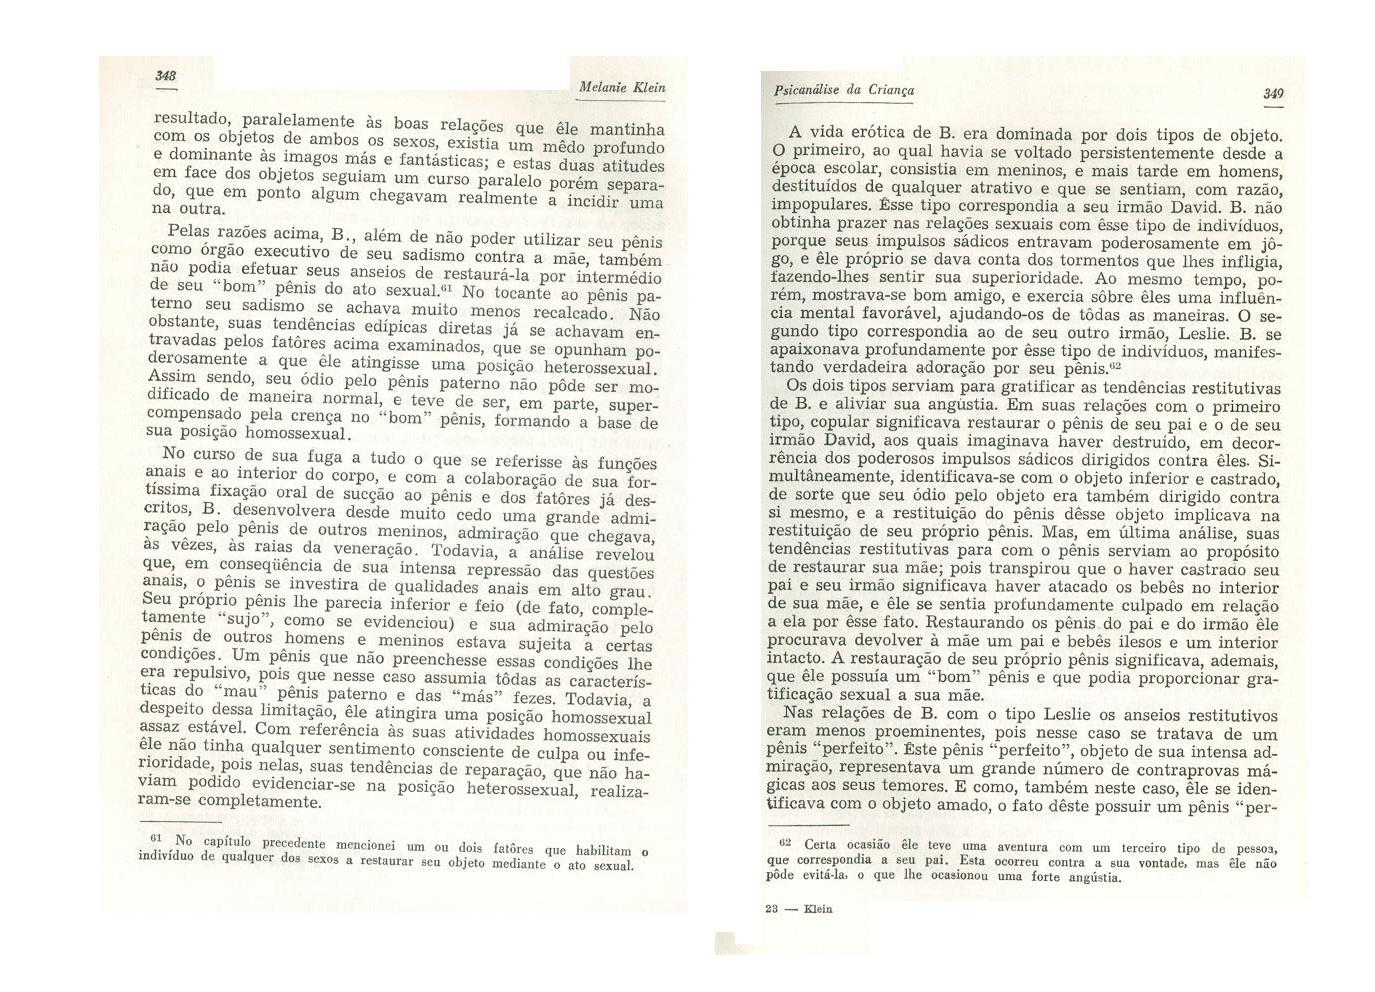 348
Melanie Klein
resultado, paralelamente às boas relações que êle mantinha
com os objetos de ambos os sexos, existia um mêdo profundo
e dominante às imagos más e fantásticas; e estas duas atitudes
em face dos objetos seguiam um curso paralelo porém separa-
do, que em ponto algum chegavam realmente a incidir uma
na outra.
Pelas razões acima, B., além de não poder utilizar seu pênis
como órgão executivo de seu sadismo contra a mãe, também
não podia efetuar seus anseios de restaurá-la por intermédio
de seu “bom” pênis do ato sexual.⁶¹ No tocante ao pênis pa-
terno seu sadismo se achava muito menos recalcado. Não
obstante, suas tendências edípicas diretas já se achavam en-
travadas pelos fatôres acima examinados, que se opunham po-
derosamente a que êle atingisse uma posição heterossexual.
Assim sendo, seu ódio pelo pênis paterno não pôde ser mo-
dificado de maneira normal, e teve de ser, em parte, super-
compensado pela crença no “bom” pênis, formando a base de
sua posição homossexual.
No curso de sua fuga a tudo o que se referisse às funções
anais e ao interior do corpo, e com a colaboração de sua for-
tíssima fixação oral de sucção ao pênis e dos fatôres já des-
critos, B. desenvolvera desde muito cedo uma grande admi-
ração pelo pênis de outros meninos, admiração que chegava,
às vêzes, às raias da veneração. Todavia, a análise revelou
que, em conseqüência de sua intensa repressão das questões
anais, o pênis se investira de qualidades anais em alto grau.
Seu próprio pênis lhe parecia inferior e feio (de fato, comple-
tamente “sujo”, como se evidenciou) e sua admiração pelo
pênis de outros homens e meninos estava sujeita a certas
condições. Um pênis que não preenchesse essas condições lhe
era repulsivo, pois que nesse caso assumia tôdas as caracterís-
ticas do “mau” pênis paterno e das “más” fezes. Todavia, a
despeito dessa limitação, êle atingira uma posição homossexual
assaz estável. Com referência às suas atividades homossexuais
êle não tinha qualquer sentimento consciente de culpa ou infe-
rioridade, pois nelas, suas tendências de reparação, que não ha-
viam podido evidenciar-se na posição heterossexual, realiza-
ram-se completamente.
61 No capítulo precedente mencionei um ou dois fatôres que habilitam o
indivíduo de qualquer dos sexos a restaurar seu objeto mediante o ato sexual.
Psicanálise da Criança
349
A vida erótica de B. era dominada por dois tipos de objeto.
O primeiro, ao qual havia se voltado persistentemente desde a
época escolar, consistia em meninos, e mais tarde em homens,
destituídos de qualquer atrativo e que se sentiam, com razão,
impopulares. Êsse tipo correspondia a seu irmão David. B. não
obtinha prazer nas relações sexuais com êsse tipo de indivíduos,
porque seus impulsos sádicos entravam poderosamente em jô-
go, e êle próprio se dava conta dos tormentos que lhes infligia,
fazendo-lhes sentir sua superioridade. Ao mesmo tempo, po-
rém, mostrava-se bom amigo, e exercia sôbre êles uma influên-
cia mental favorável, ajudando-os de tôdas as maneiras. O se-
gundo tipo correspondia ao de seu outro irmão, Leslie. B. se
apaixonava profundamente por êsse tipo de indivíduos, manifes-
tando verdadeira adoração por seu pênis.⁶²
Os dois tipos serviam para gratificar as tendências restitutivas
de B. e aliviar sua angústia. Em suas relações com o primeiro
tipo, copular significava restaurar o pênis de seu pai e o de seu
irmão David, aos quais imaginava haver destruído, em decor-
rência dos poderosos impulsos sádicos dirigidos contra êles. Si-
multâneamente, identificava-se com o objeto inferior e castrado,
de sorte que seu ódio pelo objeto era também dirigido contra
si mesmo, e a restituição do pênis dêsse objeto implicava na
restituição de seu próprio pênis. Mas, em última análise, suas
tendências restitutivas para com o pênis serviam ao propósito
de restaurar sua mãe; pois transpirou que o haver castrado seu
pai e seu irmão significava haver atacado os bebês no interior
de sua mãe, e êle se sentia profundamente culpado em relação
a ela por êsse fato. Restaurando os pênis do pai e do irmão êle
procurava devolver à mãe um pai e bebês ilesos e um interior
intacto. A restauração de seu próprio pênis significava, ademais,
que êle possuía um “bom” pênis e que podia proporcionar gra-
tificação sexual a sua mãe.
Nas relações de B. com o tipo Leslie os anseios restitutivos
eram menos proeminentes, pois nesse caso se tratava de um
pênis “perfeito”. Êste pênis “perfeito”, objeto de sua intensa ad-
miração, representava um grande número de contraprovas má-
gicas aos seus temores. E como, também neste caso, êle se iden-
tificava com o objeto amado, o fato dêste possuir um pênis “per-
62 Certa ocasião êle teve uma aventura com um terceiro tipo de pessoa,
que correspondia a seu pai. Esta ocorreu contra a sua vontade, mas êle não
pôde evitá-la, o que lhe ocasionou uma forte angústia.
23 — Klein